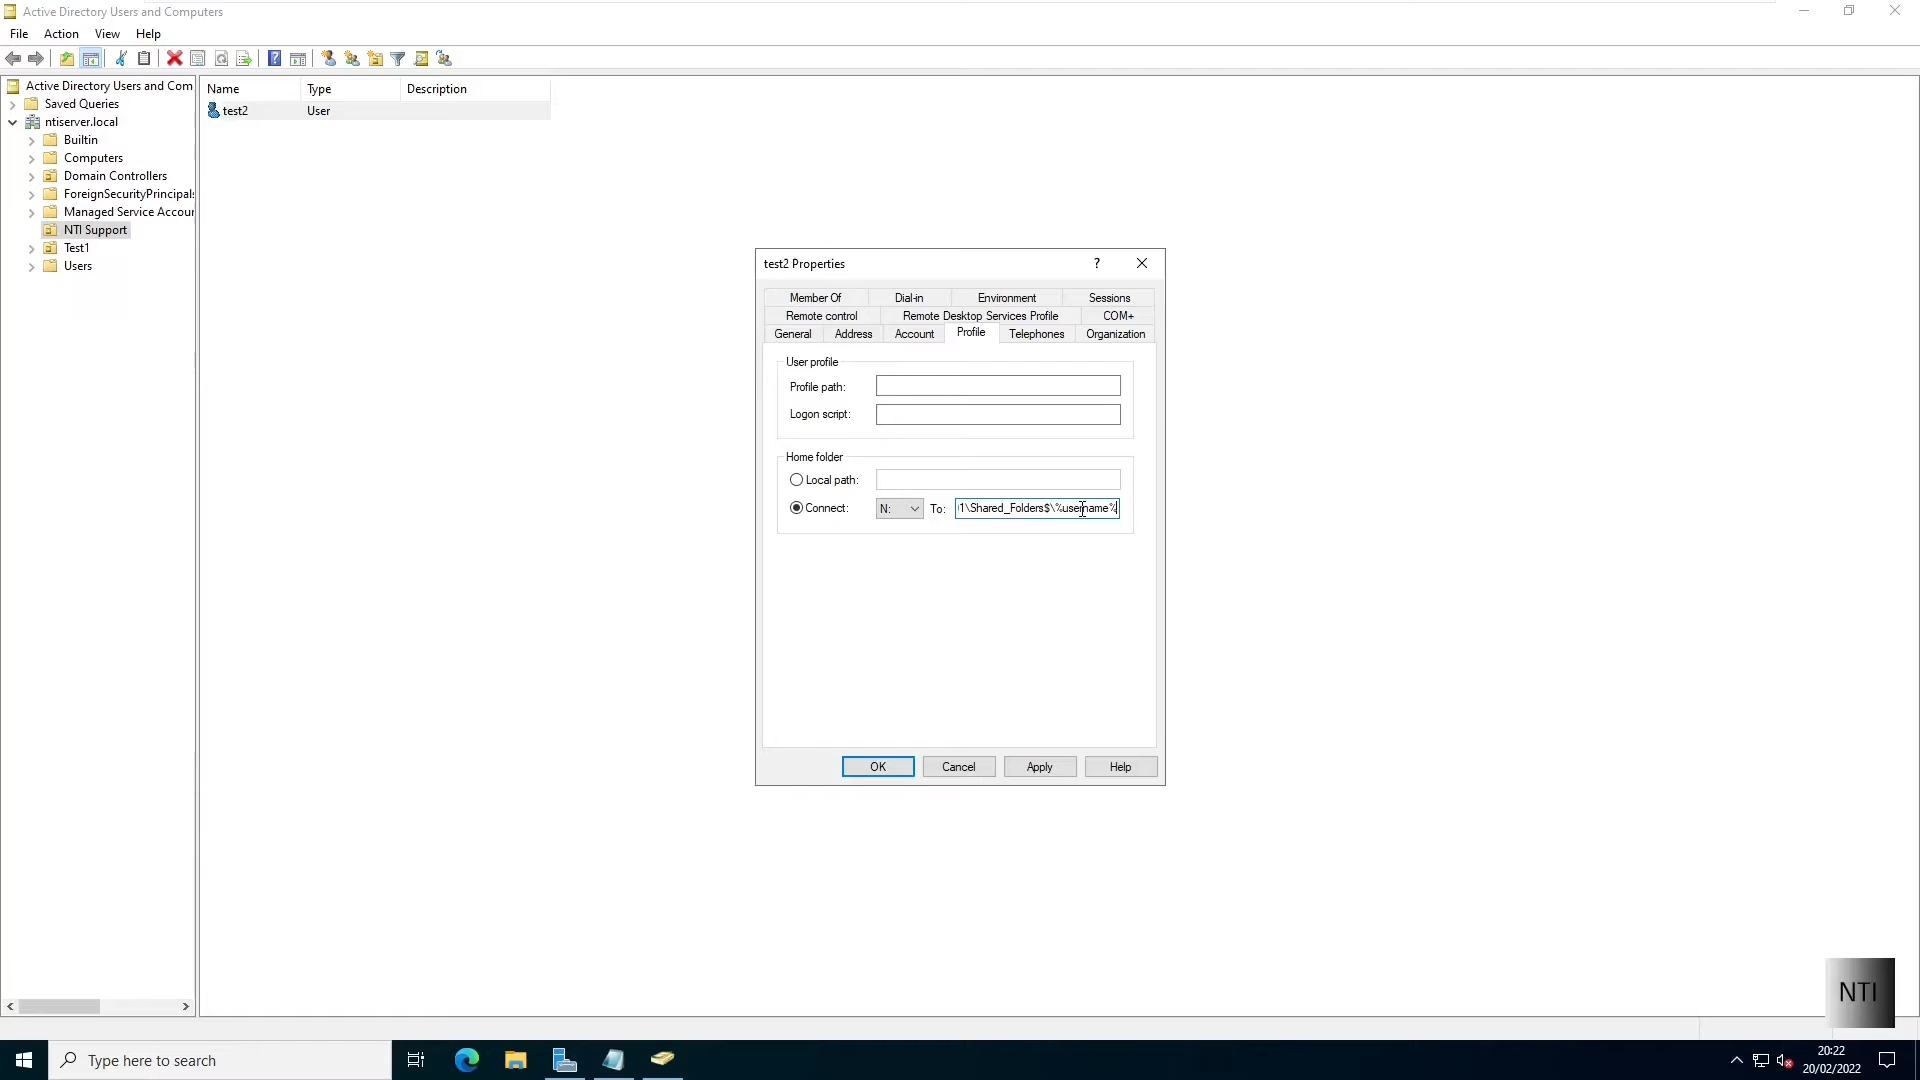 Active Directory Users and Computers
File Action View Help
Active Directory Users and Com
Saved Queries
ntiserver.local
Builtin
Computers
Domain Controllers
ForeignSecurityPrincipals
Managed Service Accour
NTI Support
Test1
Users
Name Type Description
test2 User
test2 Properties
Member Of Dial-in Environment Sessions
Remote control Remote Desktop Services Profile COM+
General Address Account Profile Telephones Organization
User profile
Profile path:
Logon script:
Home folder
Local path:
Connect: N: To: 1\Shared_Folders$\%username%
OK Cancel Apply Help
NTI
Type here to search
20:22
20/02/2022